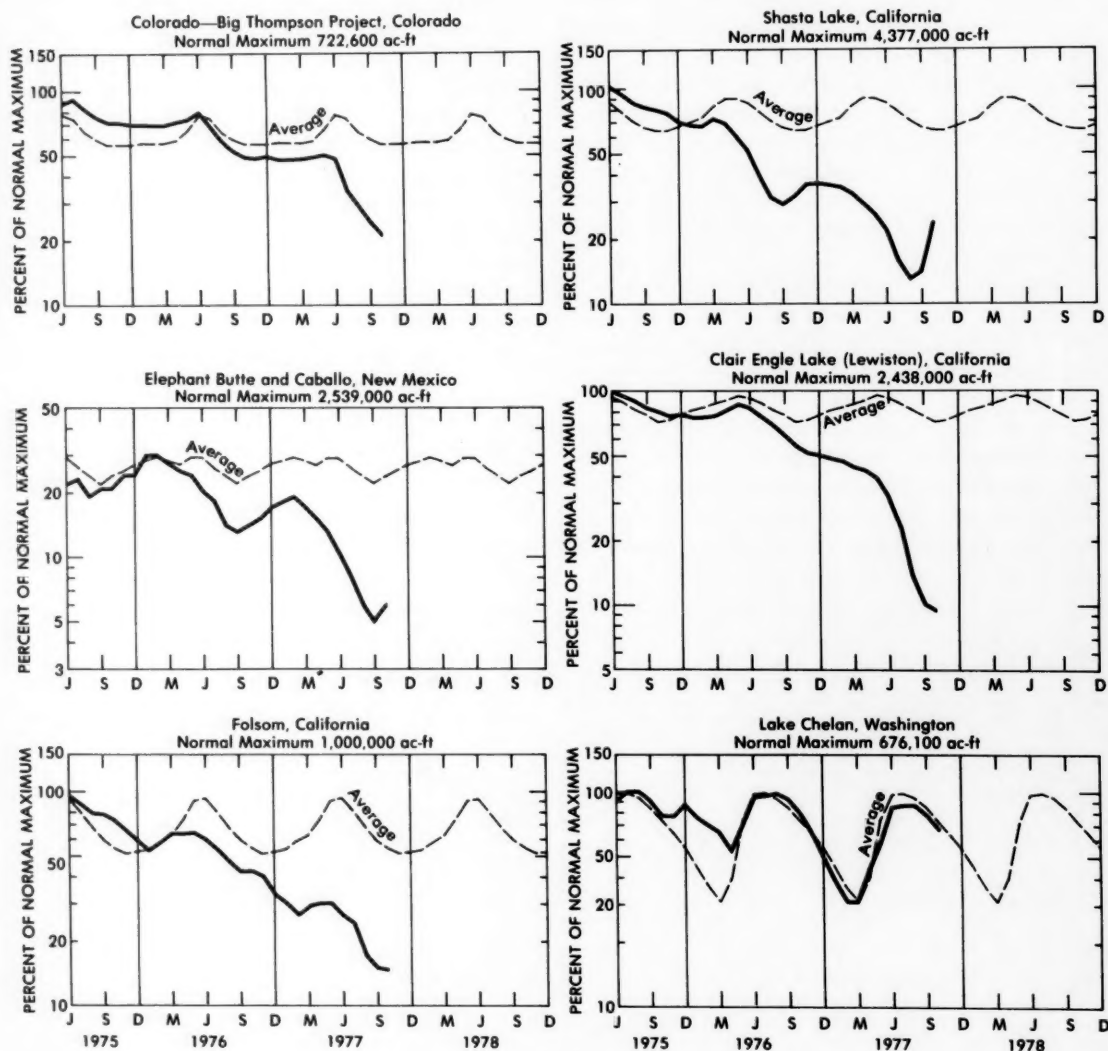 Colorado—Big Thompson Project, Colorado
Normal Maximum 722,600 ac-ft
PERCENT OF NORMAL MAXIMUM
150
100
50
20
10
Average
J S D M J S D M J S D M J S D
Shasta Lake, California
Normal Maximum 4,377,000 ac-ft
PERCENT OF NORMAL MAXIMUM
150
100
50
20
10
Average
J S D M J S D M J S D M J S D
Elephant Butte and Caballo, New Mexico
Normal Maximum 2,539,000 ac-ft
PERCENT OF NORMAL MAXIMUM
50
20
10
5
3
Average
J S D M J S D M J S D M J S D
Clair Engle Lake (Lewiston), California
Normal Maximum 2,438,000 ac-ft
PERCENT OF NORMAL MAXIMUM
100
50
20
10
5
Average
J S D M J S D M J S D M J S D
Folsom, California
Normal Maximum 1,000,000 ac-ft
PERCENT OF NORMAL MAXIMUM
150
100
50
20
10
Average
J S D M J S D M J S D M J S D
1975 1976 1977 1978
Lake Chelan, Washington
Normal Maximum 676,100 ac-ft
PERCENT OF NORMAL MAXIMUM
150
100
50
20
10
Average
J S D M J S D M J S D M J S D
1975 1976 1977 1978